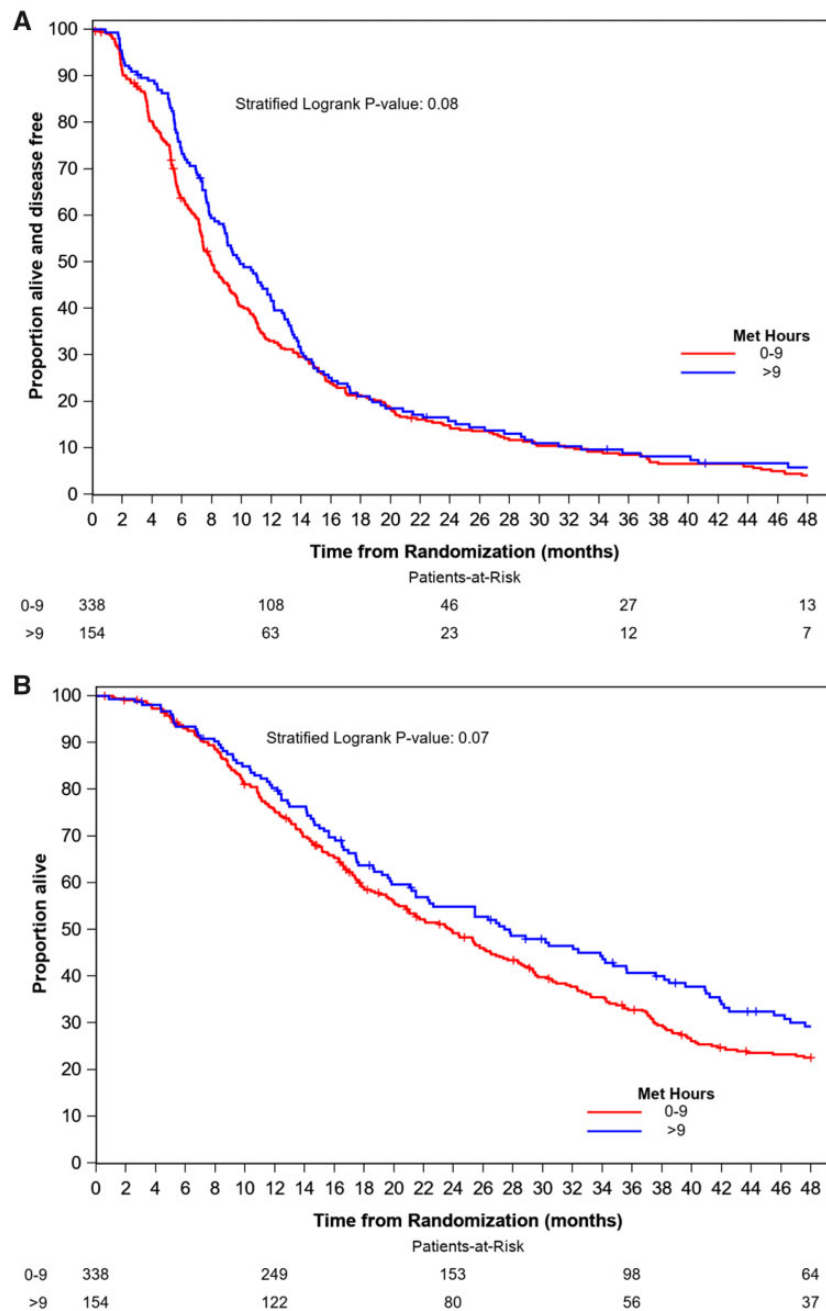 A
Proportion alive and disease free
100
90
80
70
60
50
40
30
20
10
0
Stratified Logrank P-value: 0.08
Met Hours
0-9
>9
0 2 4 6 8 10 12 14 16 18 20 22 24 26 28 30 32 34 36 38 40 42 44 46 48
Time from Randomization (months)
Patients-at-Risk
0-9 338 108 46 27 13
>9 154 63 23 12 7
B
Proportion alive
100
90
80
70
60
50
40
30
20
10
0
Stratified Logrank P-value: 0.07
Met Hours
0-9
>9
0 2 4 6 8 10 12 14 16 18 20 22 24 26 28 30 32 34 36 38 40 42 44 46 48
Time from Randomization (months)
Patients-at-Risk
0-9 338 249 153 98 64
>9 154 122 80 56 37